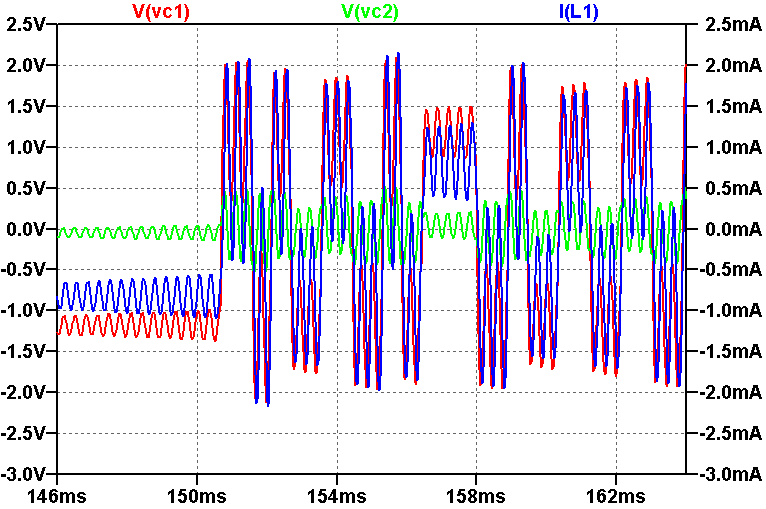 V(vc1) V(vc2) I(L1)
2.5V 2.5mA
2.0V 2.0mA
1.5V 1.5mA
1.0V 1.0mA
0.5V 0.5mA
0.0V 0.0mA
-0.5V -0.5mA
-1.0V -1.0mA
-1.5V -1.5mA
-2.0V -2.0mA
-2.5V -2.5mA
-3.0V -3.0mA
146ms 150ms 154ms 158ms 162ms